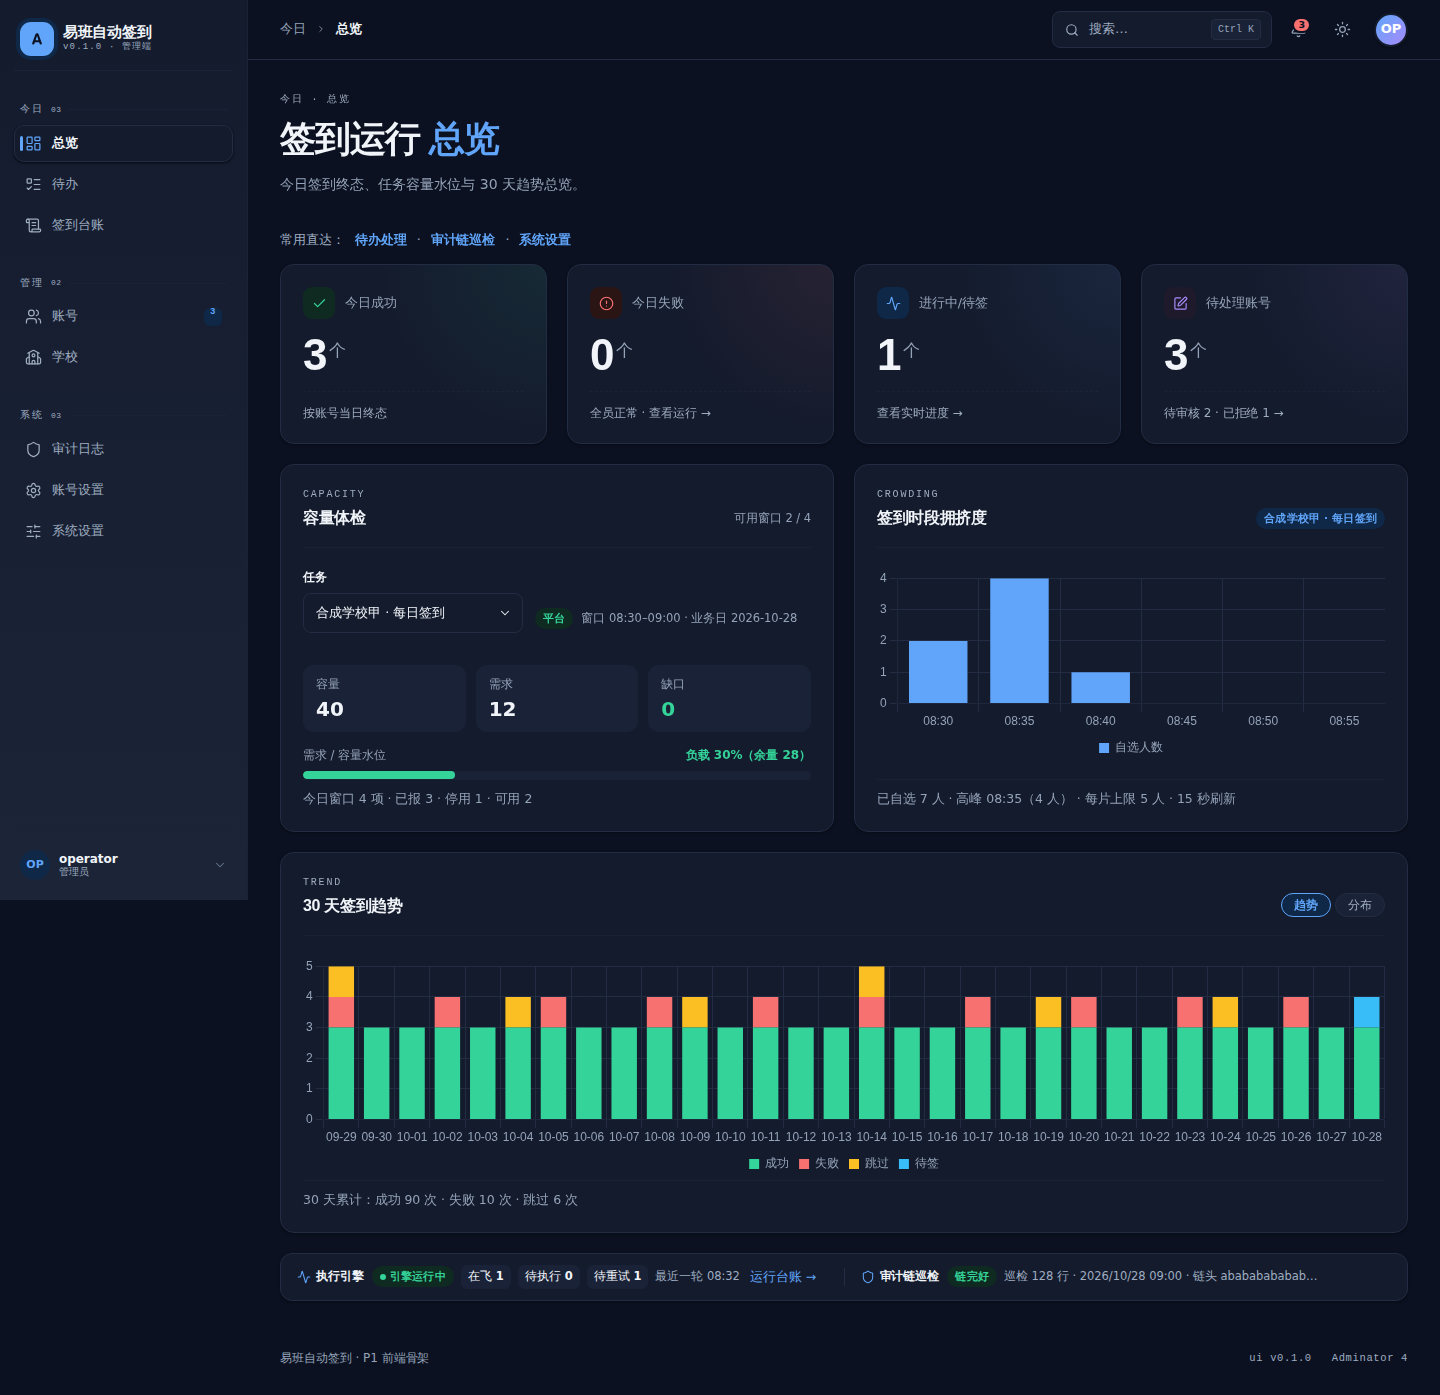 易班自动签到
v0.1.0 · 管理端
今日 03
总览
待办
签到台账
管理 02
账号 3
学校
系统 03
审计日志
账号设置
系统设置
OP operator
管理员
今日 › 总览
搜索… Ctrl K
3
OP
今日 · 总览
签到运行 总览
今日签到终态、任务容量水位与 30 天趋势总览。
常用直达： 待办处理 · 审计链巡检 · 系统设置
今日成功
3个
按账号当日终态
今日失败
0个
全员正常 · 查看运行 →
进行中/待签
1个
查看实时进度 →
待处理账号
3个
待审核 2 · 已拒绝 1 →
CAPACITY
容量体检
可用窗口 2 / 4
任务
合成学校甲 · 每日签到
平台 窗口 08:30–09:00 · 业务日 2026-10-28
容量
40
需求
12
缺口
0
需求 / 容量水位 负载 30%（余量 28）
今日窗口 4 项 · 已报 3 · 停用 1 · 可用 2
CROWDING
签到时段拥挤度
合成学校甲 · 每日签到
4
3
2
1
0
08:30 08:35 08:40 08:45 08:50 08:55
自选人数
已自选 7 人 · 高峰 08:35（4 人） · 每片上限 5 人 · 15 秒刷新
TREND
30 天签到趋势
趋势 分布
5
4
3
2
1
0
09-29 09-30 10-01 10-02 10-03 10-04 10-05 10-06 10-07 10-08 10-09 10-10 10-11 10-12 10-13 10-14 10-15 10-16 10-17 10-18 10-19 10-20 10-21 10-22 10-23 10-24 10-25 10-26 10-27 10-28
成功 失败 跳过 待签
30 天累计：成功 90 次 · 失败 10 次 · 跳过 6 次
执行引擎 引擎运行中 在飞 1 待执行 0 待重试 1 最近一轮 08:32 运行台账 →
审计链巡检 链完好 巡检 128 行 · 2026/10/28 09:00 · 链头 abababababab…
易班自动签到 · P1 前端骨架
ui v0.1.0 Adminator 4